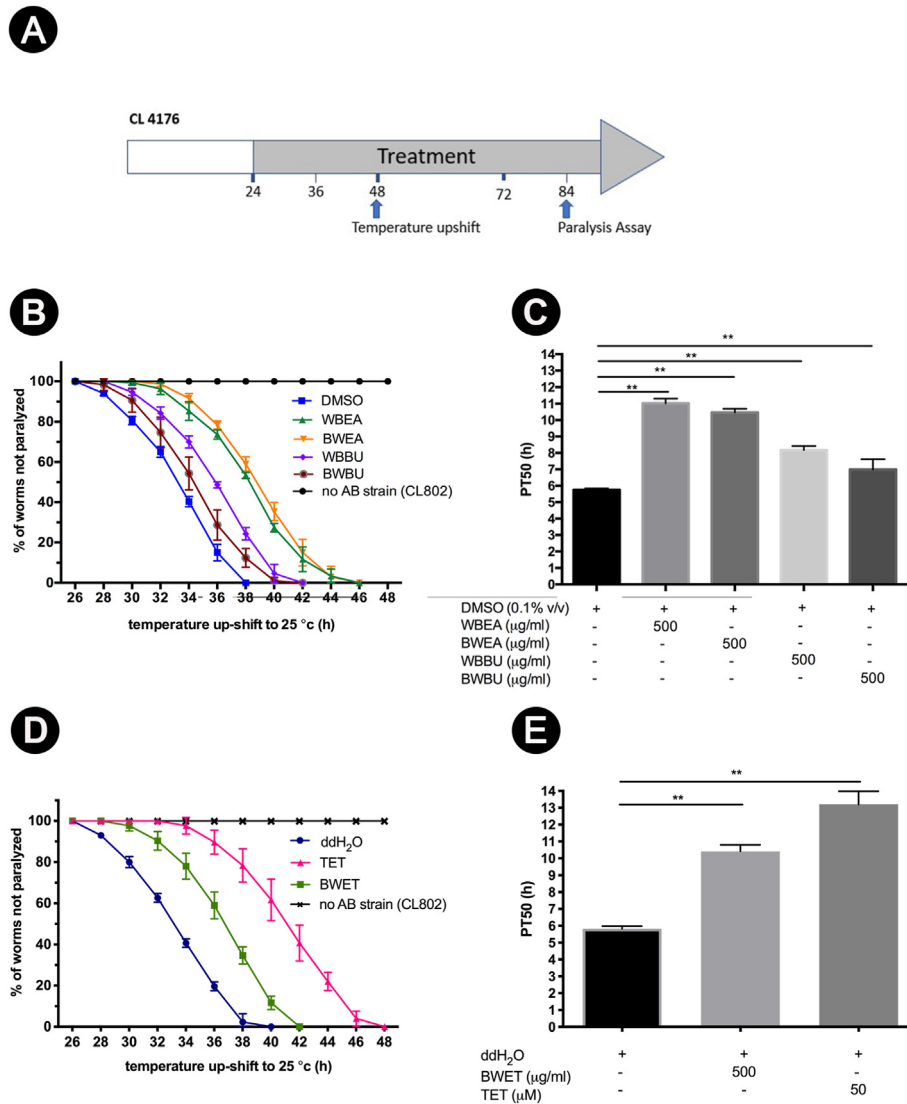 A
CL 4176
Treatment
24 36 48 72 84
Temperature upshift Paralysis Assay
B
% of worms not paralyzed
100
80
60
40
20
0
26 28 30 32 34 36 38 40 42 44 46 48
temperature up-shift to 25 °c (h)
DMSO
WBEA
BWEA
WBBU
BWBU
no AB strain (CL802)
C
PT50 (h)
14
13
12
11
10
9
8
7
6
5
4
3
2
1
0
**
**
**
**
DMSO (0.1% v/v) + + + + +
WBEA (µg/ml) - 500 - - -
BWEA (µg/ml) - - 500 - -
WBBU (µg/ml) - - - 500 -
BWBU (µg/ml) - - - - 500
D
% of worms not paralyzed
100
80
60
40
20
0
26 28 30 32 34 36 38 40 42 44 46 48
temperature up-shift to 25 °c (h)
ddH₂O
TET
BWET
no AB strain (CL802)
E
PT50 (h)
14
13
12
11
10
9
8
7
6
5
4
3
2
1
0
**
**
ddH₂O + + +
BWET (µg/ml) - 500 -
TET (µM) - - 50